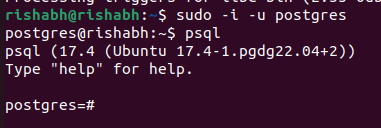 rishabh@rishabh:~$ sudo -i -u postgres
postgres@rishabh:~$ psql
psql (17.4 (Ubuntu 17.4-1.pgdg22.04+2))
Type "help" for help.
postgres=#